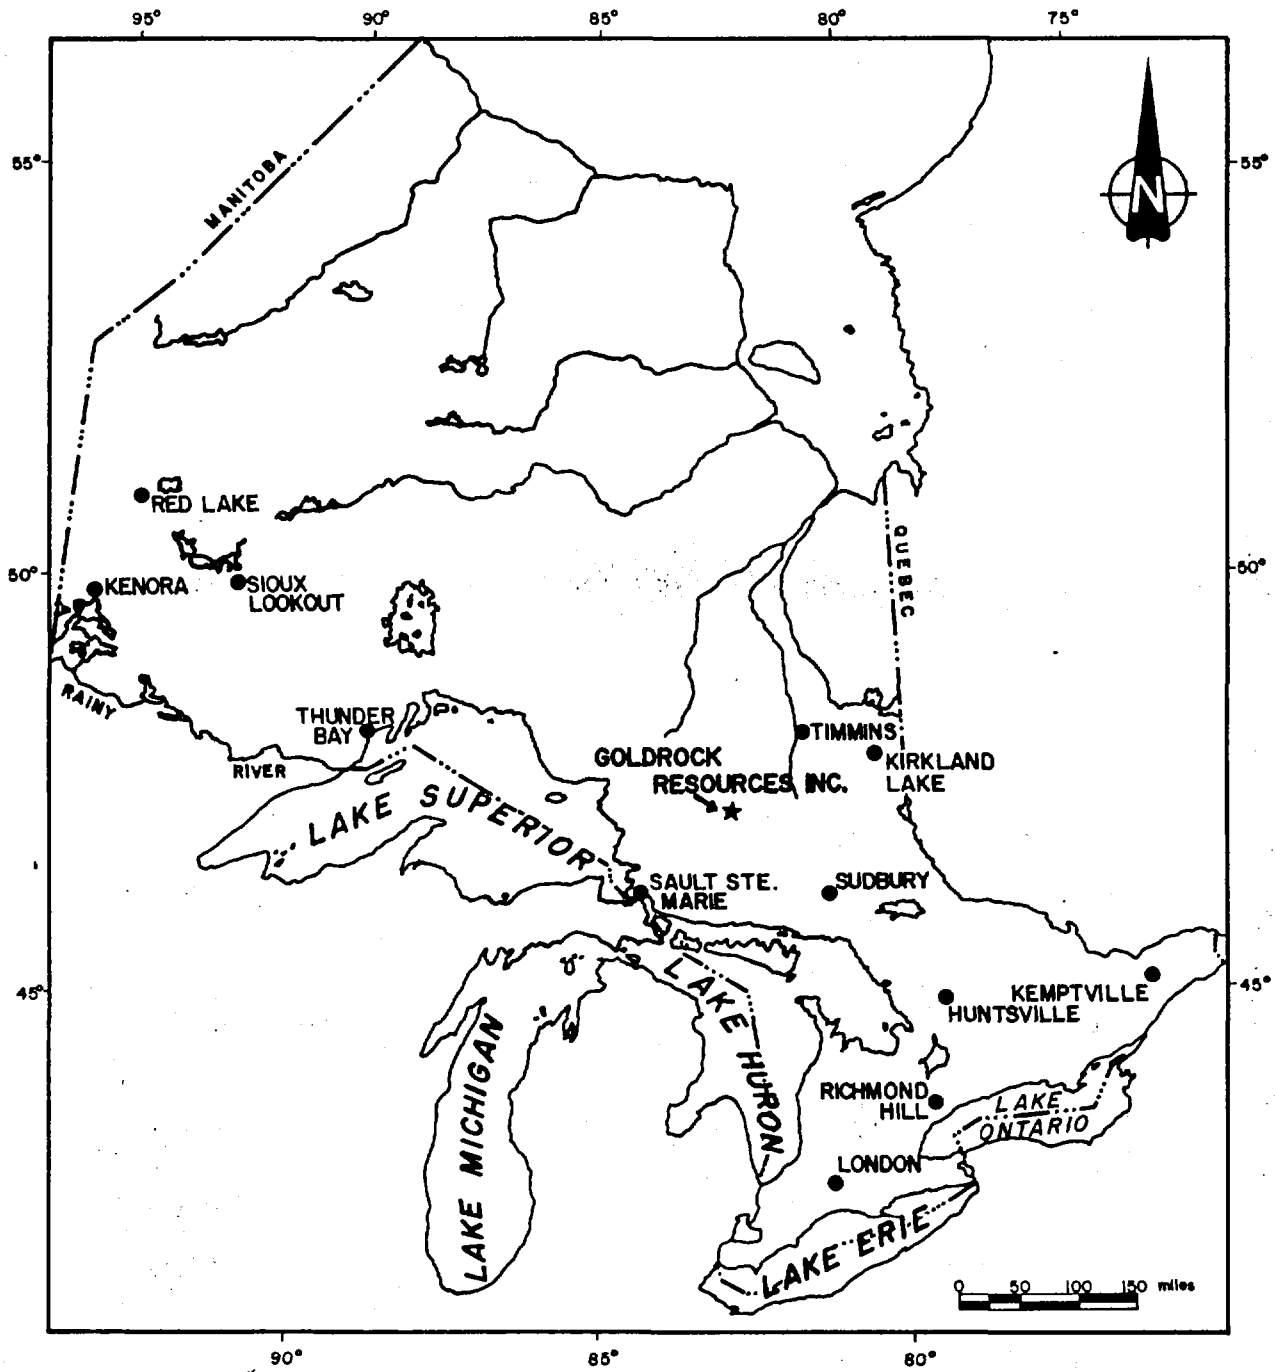 95°
90°
85°
80°
75°
55°
55°
N
MANITOBA
RED LAKE
QUEBEC
50°
50°
KENORA
SIOUX
LOOKOUT
RAINY
RIVER
THUNDER
BAY
TIMMINS
KIRKLAND
LAKE
GOLDROCK
RESOURCES INC.
LAKE SUPERIOR
SAULT STE.
MARIE
SUDBURY
45°
45°
KEMPTVILLE
HUNTSVILLE
LAKE HURON
LAKE MICHIGAN
RICHMOND
HILL
LAKE
ONTARIO
LONDON
LAKE ERIE
0 50 100 150 miles
90°
85°
80°